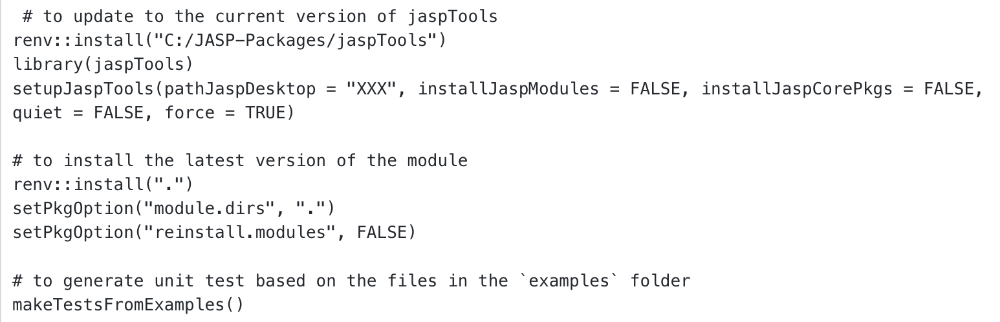 # to update to the current version of jaspTools
renv::install("C:/JASP-Packages/jaspTools")
library(jaspTools)
setupJaspTools(pathJaspDesktop = "XXX", installJaspModules = FALSE, installJaspCorePkgs = FALSE,
quiet = FALSE, force = TRUE)

# to install the latest version of the module
renv::install(".")
setPkgOption("module.dirs", ".")
setPkgOption("reinstall.modules", FALSE)

# to generate unit test based on the files in the `examples` folder
makeTestsFromExamples()